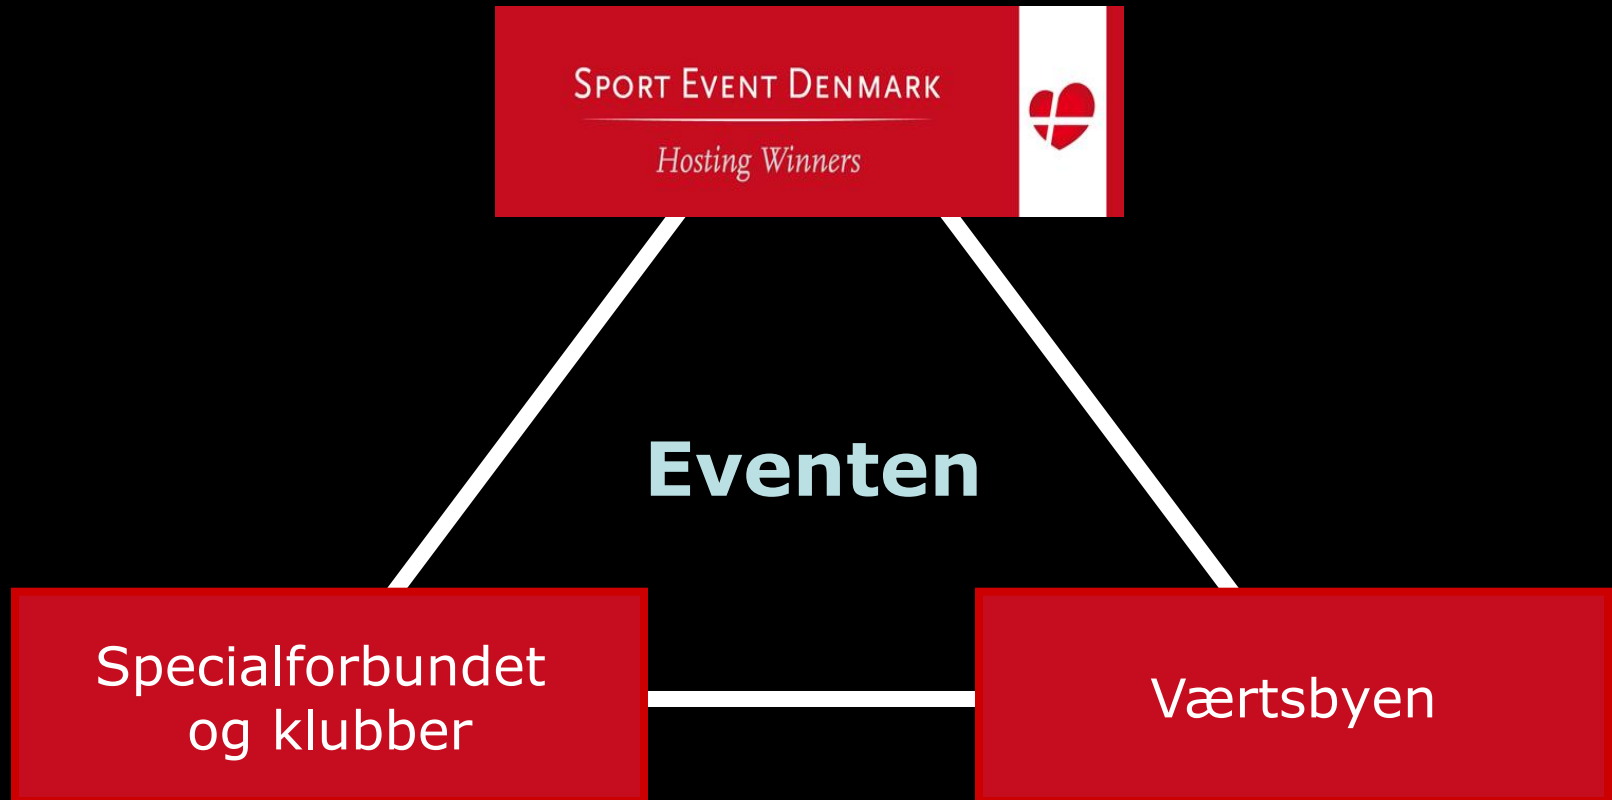 SPORT EVENT DENMARK
Hosting Winners
Eventen
Specialforbundet
og klubber
Værtsbyen